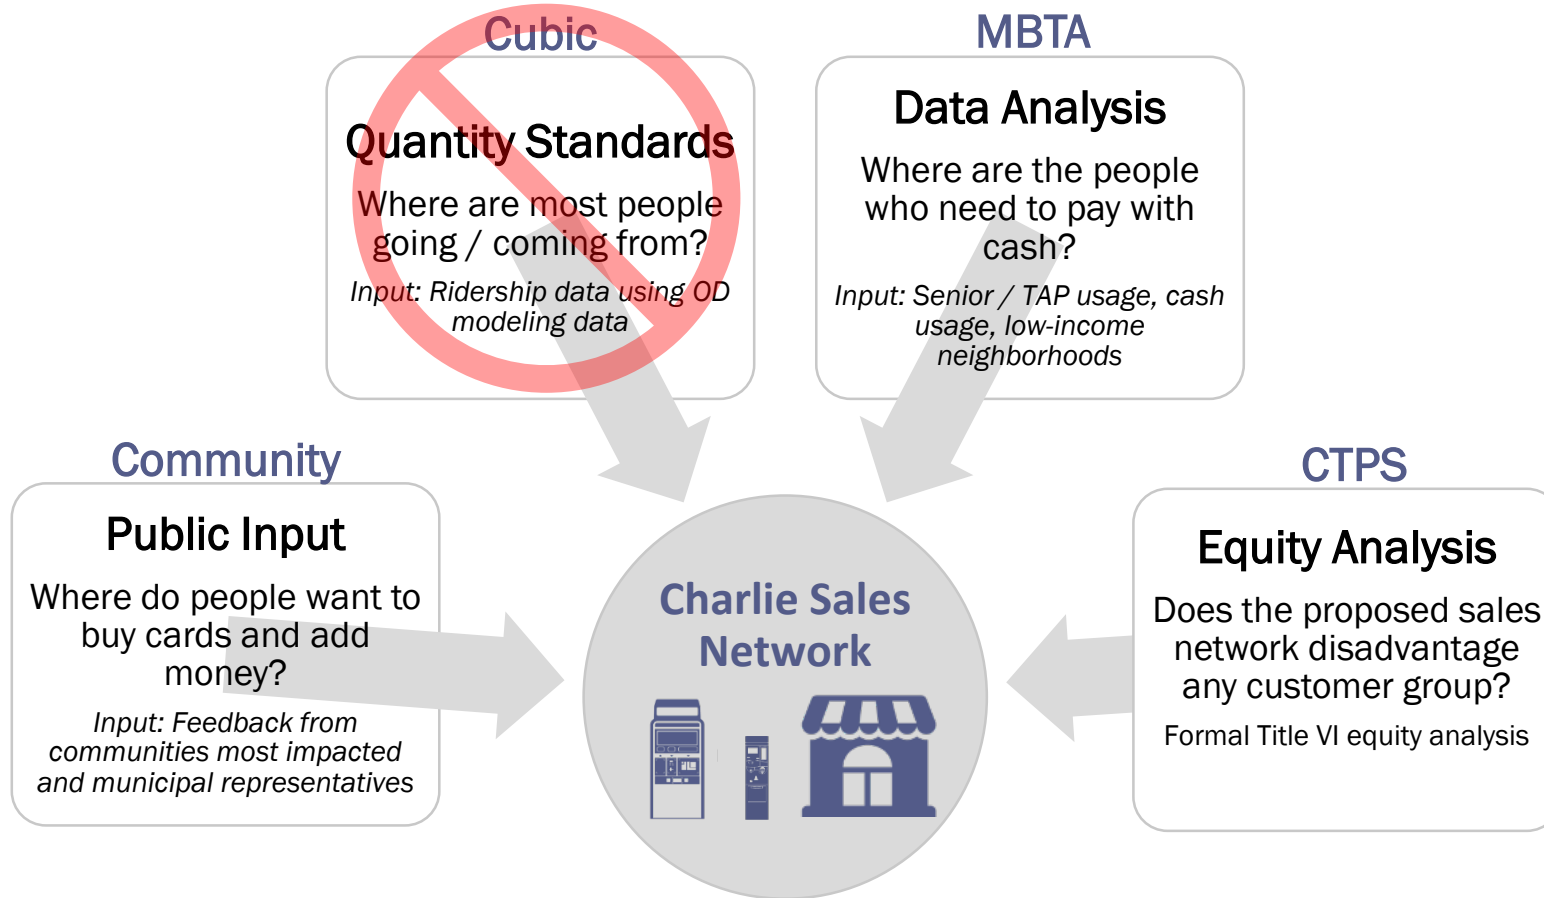 Cubic
Quantity Standards
Where are most people
going / coming from?
Input: Ridership data using OD
modeling data
MBTA
Data Analysis
Where are the people
who need to pay with
cash?
Input: Senior / TAP usage, cash
usage, low-income
neighborhoods
Community
Public Input
Where do people want to
buy cards and add
money?
Input: Feedback from
communities most impacted
and municipal representatives
Charlie Sales
Network
CTPS
Equity Analysis
Does the proposed sales
network disadvantage
any customer group?
Formal Title VI equity analysis